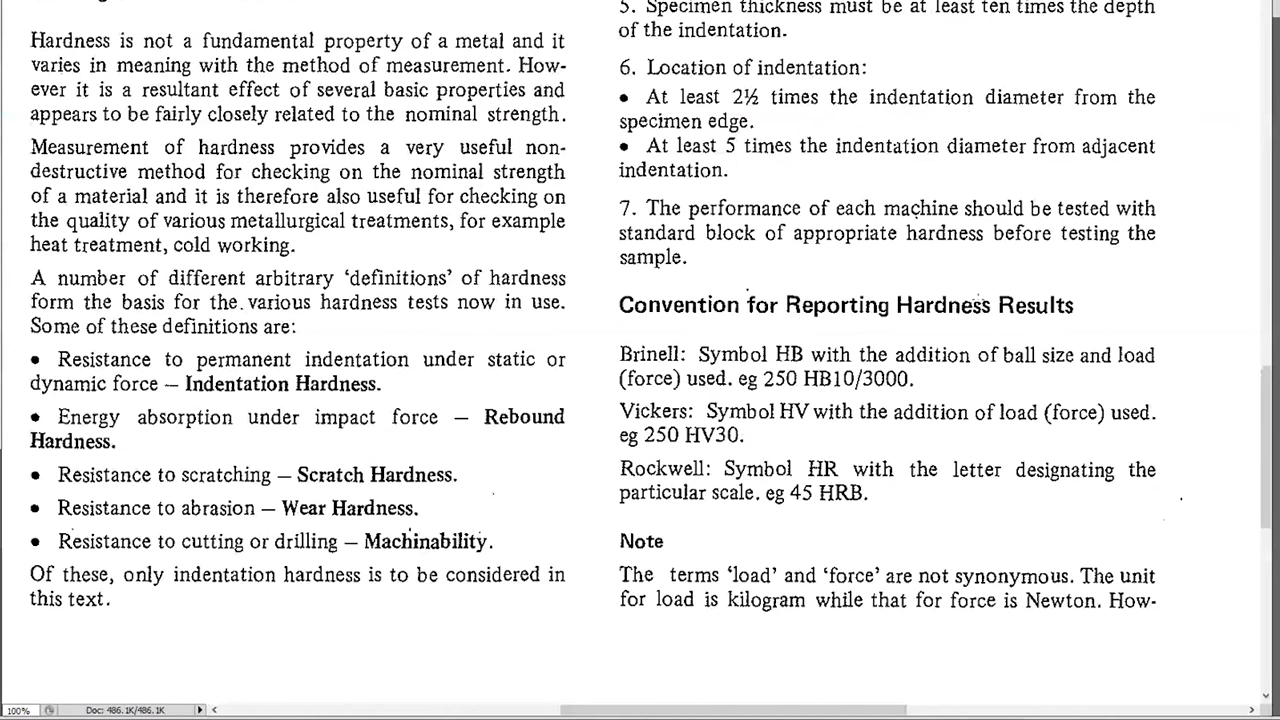 Hardness is not a fundamental property of a metal and it
varies in meaning with the method of measurement. How-
ever it is a resultant effect of several basic properties and
appears to be fairly closely related to the nominal strength.
Measurement of hardness provides a very useful non-
destructive method for checking on the nominal strength
of a material and it is therefore also useful for checking on
the quality of various metallurgical treatments, for example
heat treatment, cold working.
A number of different arbitrary ‘definitions’ of hardness
form the basis for the various hardness tests now in use.
Some of these definitions are:
• Resistance to permanent indentation under static or
dynamic force – Indentation Hardness.
• Energy absorption under impact force – Rebound
Hardness.
• Resistance to scratching – Scratch Hardness.
• Resistance to abrasion – Wear Hardness.
• Resistance to cutting or drilling – Machinability.
Of these, only indentation hardness is to be considered in
this text.
5. Specimen thickness must be at least ten times the depth
of the indentation.
6. Location of indentation:
• At least 2½ times the indentation diameter from the
specimen edge.
• At least 5 times the indentation diameter from adjacent
indentation.
7. The performance of each machine should be tested with
standard block of appropriate hardness before testing the
sample.
Convention for Reporting Hardness Results
Brinell: Symbol HB with the addition of ball size and load
(force) used. eg 250 HB10/3000.
Vickers: Symbol HV with the addition of load (force) used.
eg 250 HV30.
Rockwell: Symbol HR with the letter designating the
particular scale. eg 45 HRB.
Note
The terms ‘load’ and ‘force’ are not synonymous. The unit
for load is kilogram while that for force is Newton. How-
100%
Doc: 486.1K/486.1K